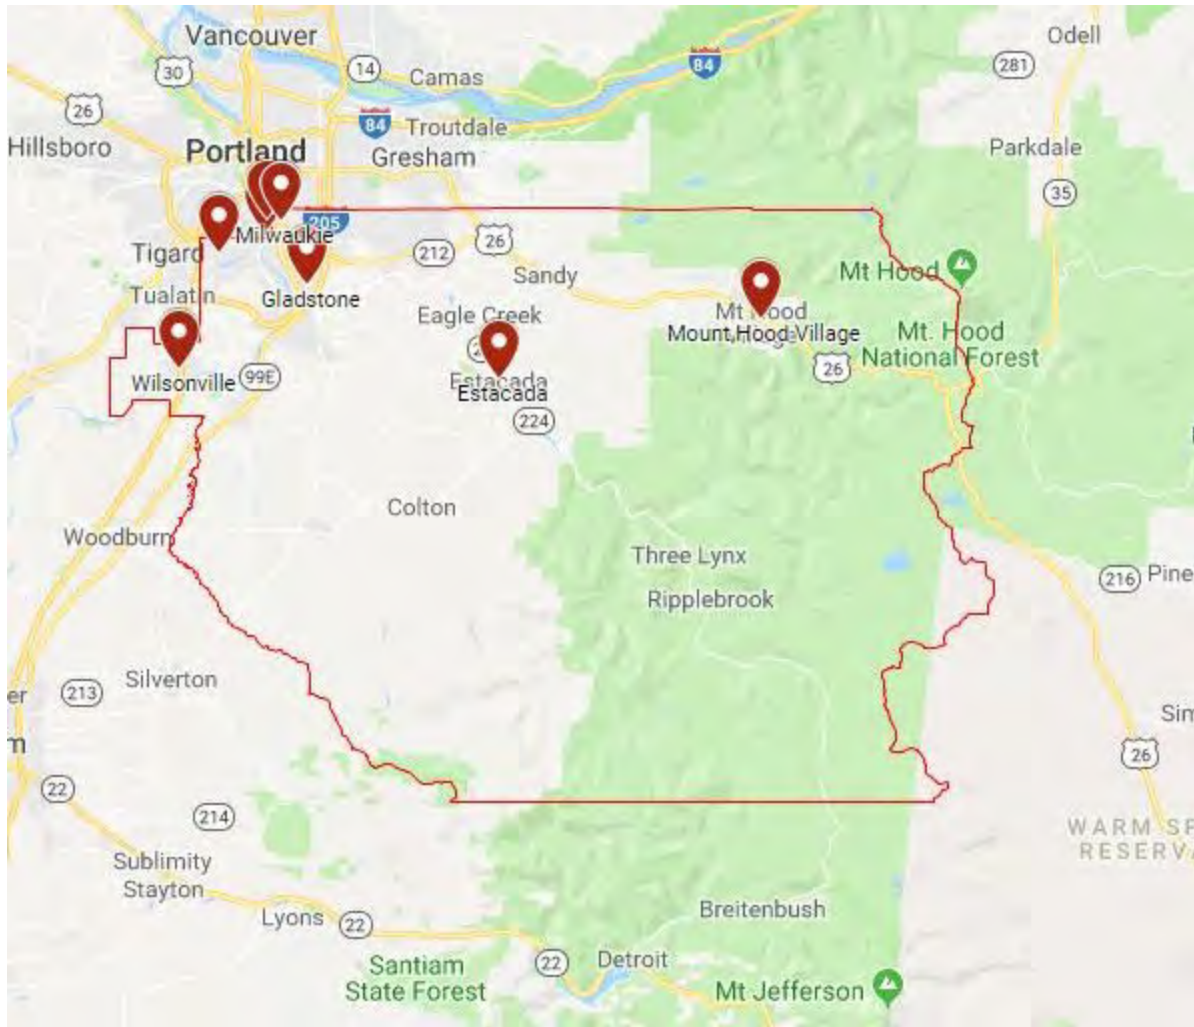 Vancouver
Odell
30
14
Camas
84
281
26
84
Troutdale
Hillsboro
Portland
Gresham
Parkdale
35
205
Milwaukie
Tigard
212
26
Sandy
Mt Hood
Tualatin
Gladstone
Eagle Creek
Mt Hood
Mount Hood Village
Mt. Hood
National Forest
Wilsonville
99E
26
Estacada
Estacada
224
Colton
Woodburn
Three Lynx
216
Pine
Ripplebrook
Silverton
er
213
Sim
m
26
22
214
WARM SP
RESERVA
Sublimity
Stayton
Lyons
22
Breitenbush
22
Detroit
Santiam
State Forest
Mt Jefferson